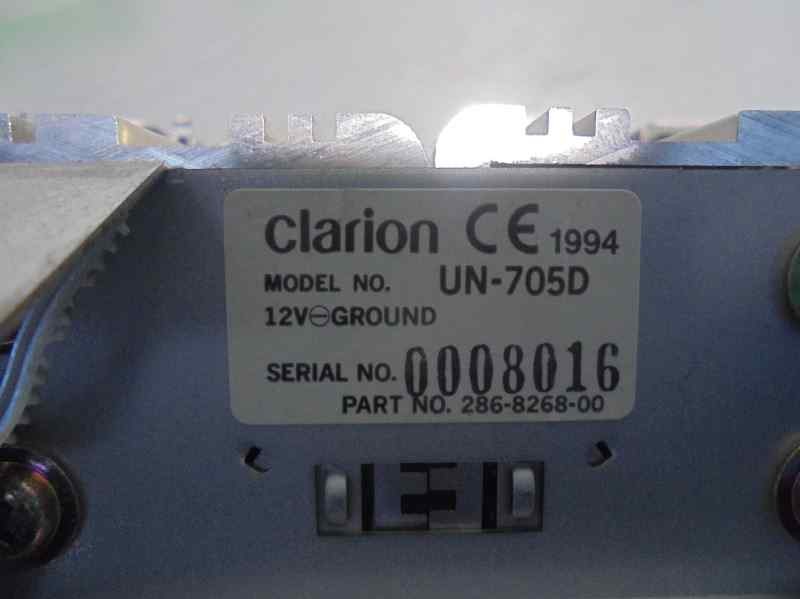 Clarion CE 1994
MODEL NO. UN-705D
12V⊖GROUND
SERIAL NO. 0008016
PART NO. 286-8268-00